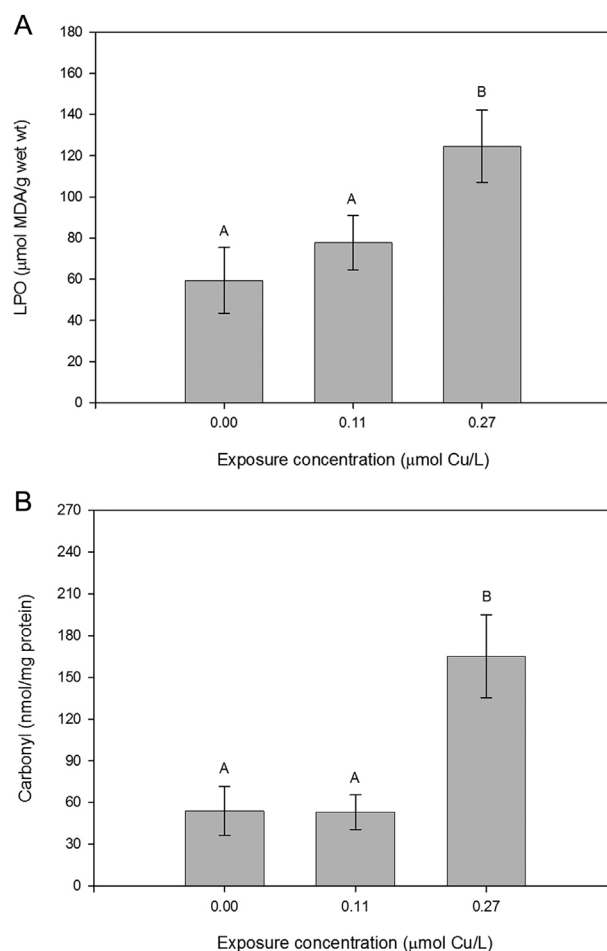 A
180
160
140
120
100
80
60
40
20
0
LPO (μmol MDA/g wet wt)
A
A
B
0.00 0.11 0.27
Exposure concentration (μmol Cu/L)
B
270
240
210
180
150
120
90
60
30
0
Carbonyl (nmol/mg protein)
A
A
B
0.00 0.11 0.27
Exposure concentration (μmol Cu/L)